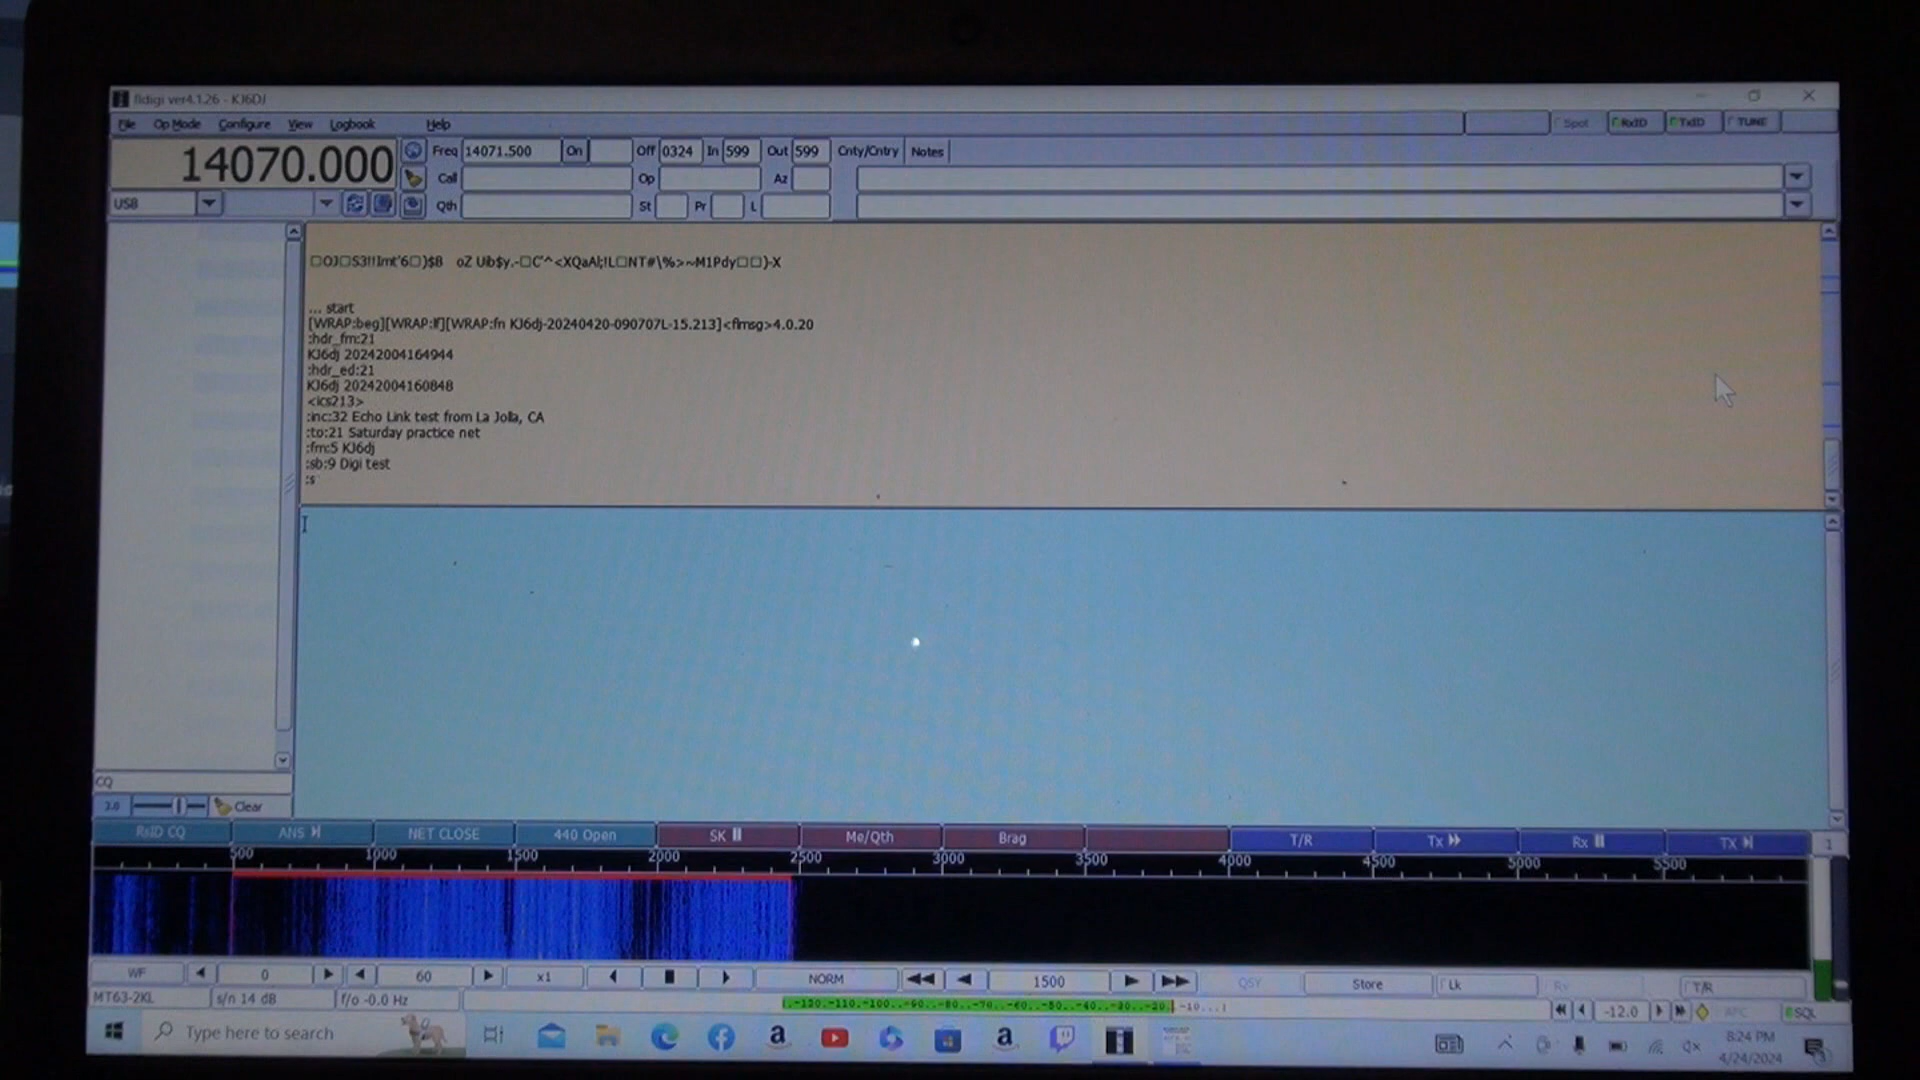 fldigi ver4.1.26 - KJ6DJ
File Op Mode Configure View Logbook Help
Spot RxID TxID TUNE
14070.000
Freq 14071.500 On Off 0324 In 599 Out 599 Cnty/Cntry Notes
Call Op Az
USB
Qth St Pr L
... start
[WRAP:beg][WRAP:lf][WRAP:fn KJ6dj-20240420-090707L-15.213]<flmsg>4.0.20
:hdr_fm:21
KJ6dj 20242004164944
:hdr_ed:21
KJ6dj 20242004160848
<ics213>
:inc:32 Echo Link test from La Jolla, CA
:to:21 Saturday practice net
:fm:5 KJ6dj
:sb:9 Digi test
:s
CQ
3.0 Clear
RsID CQ ANS NET CLOSE 440 Open SK Me/Qth Brag T/R Tx Rx TX 1
500 1000 1500 2000 2500 3000 3500 4000 4500 5000 5500
WF 0 60 x1 NORM 1500 QSY Store Lk Rv T/R
MT63-2KL s/n 14 dB f/o -0.0 Hz -12.0 AFC SQL
Type here to search
8:24 PM
4/24/2024